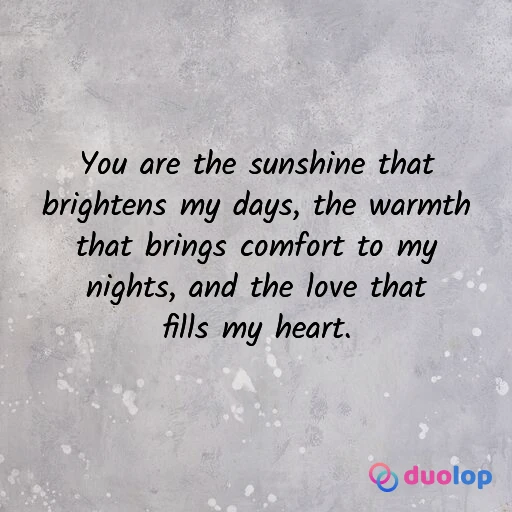 You are the sunshine that
brightens my days, the warmth
that brings comfort to my
nights, and the love that
fills my heart.
duolop